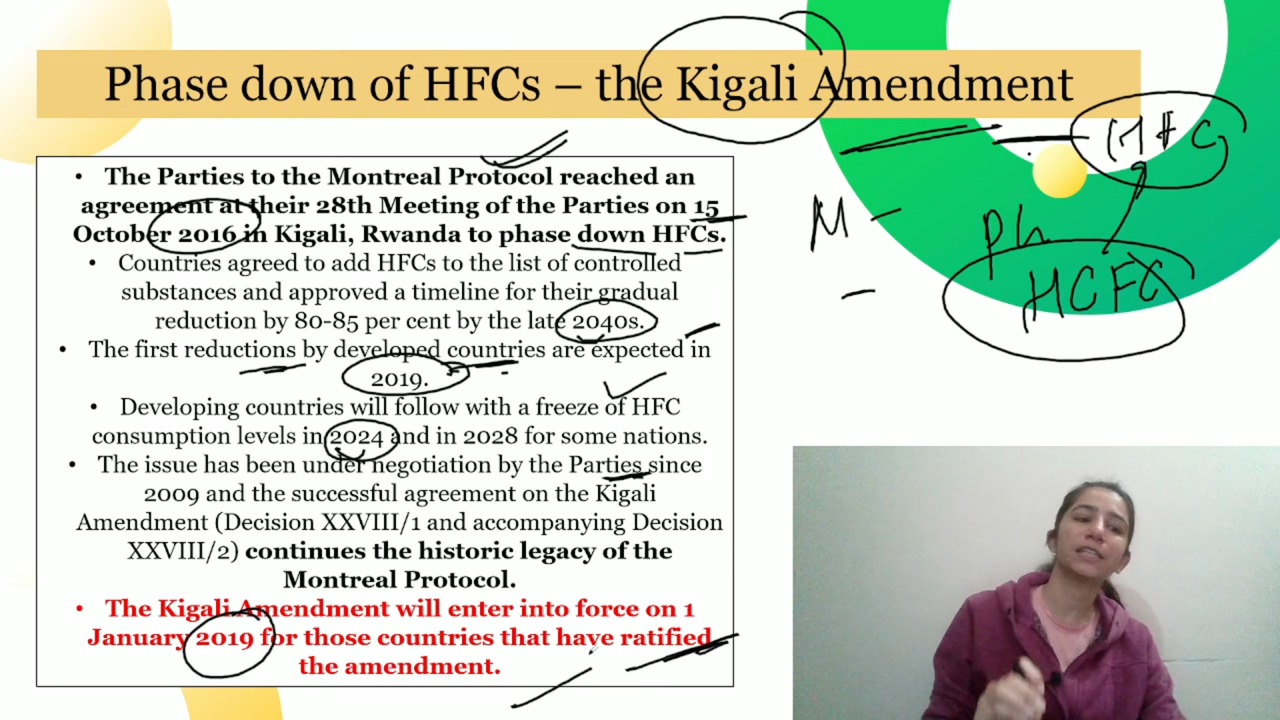 Phase down of HFCs – the Kigali Amendment
• The Parties to the Montreal Protocol reached an
agreement at their 28th Meeting of the Parties on 15
October 2016 in Kigali, Rwanda to phase down HFCs.
• Countries agreed to add HFCs to the list of controlled
substances and approved a timeline for their gradual
reduction by 80-85 per cent by the late 2040s.
• The first reductions by developed countries are expected in
2019.
• Developing countries will follow with a freeze of HFC
consumption levels in 2024 and in 2028 for some nations.
• The issue has been under negotiation by the Parties since
2009 and the successful agreement on the Kigali
Amendment (Decision XXVIII/1 and accompanying Decision
XXVIII/2) continues the historic legacy of the
Montreal Protocol.
• The Kigali Amendment will enter into force on 1
January 2019 for those countries that have ratified
the amendment.
HFC
M –
Ph
–
HCFC